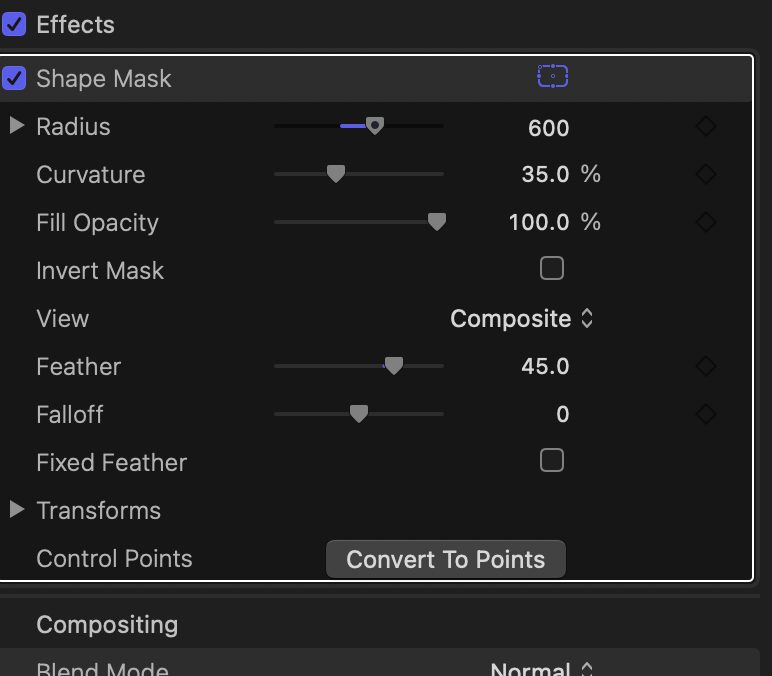 Effects
Shape Mask
Radius 600
Curvature 35.0 %
Fill Opacity 100.0 %
Invert Mask
View Composite
Feather 45.0
Falloff 0
Fixed Feather
Transforms
Control Points Convert To Points
Compositing
Blend Mode Normal